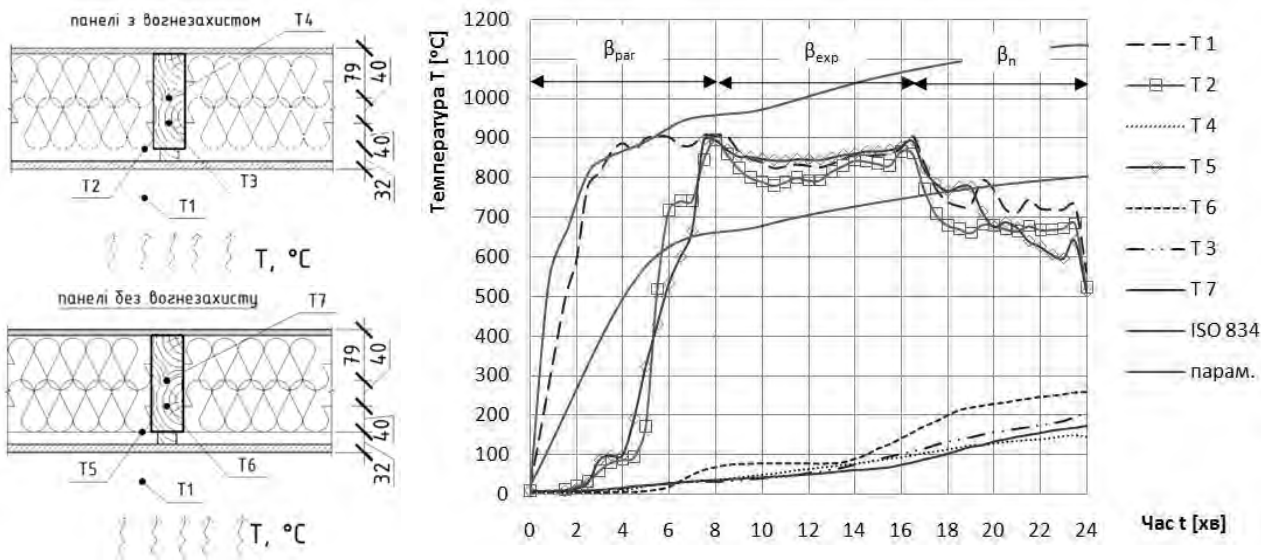 панелі з вогнезахистом
T4
79
40
40
32
T2
T3
T1
T, °C
панелі без вогнезахисту
T7
79
40
40
32
T5
T6
T1
T, °C
Температура T [°C]
1200
1100
1000
900
800
700
600
500
400
300
200
100
0
βpar
βexp
βn
0
2
4
6
8
10
12
14
16
18
20
22
24
Час t [хв]
T 1
T 2
T 4
T 5
T 6
T 3
T 7
ISO 834
парам.